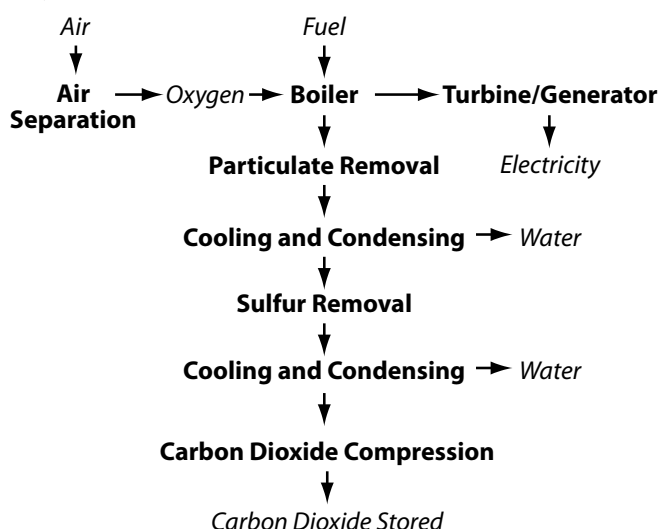 Air
Fuel
Air
Separation
Oxygen
Boiler
Turbine/Generator
Particulate Removal
Electricity
Cooling and Condensing
Water
Sulfur Removal
Cooling and Condensing
Water
Carbon Dioxide Compression
Carbon Dioxide Stored